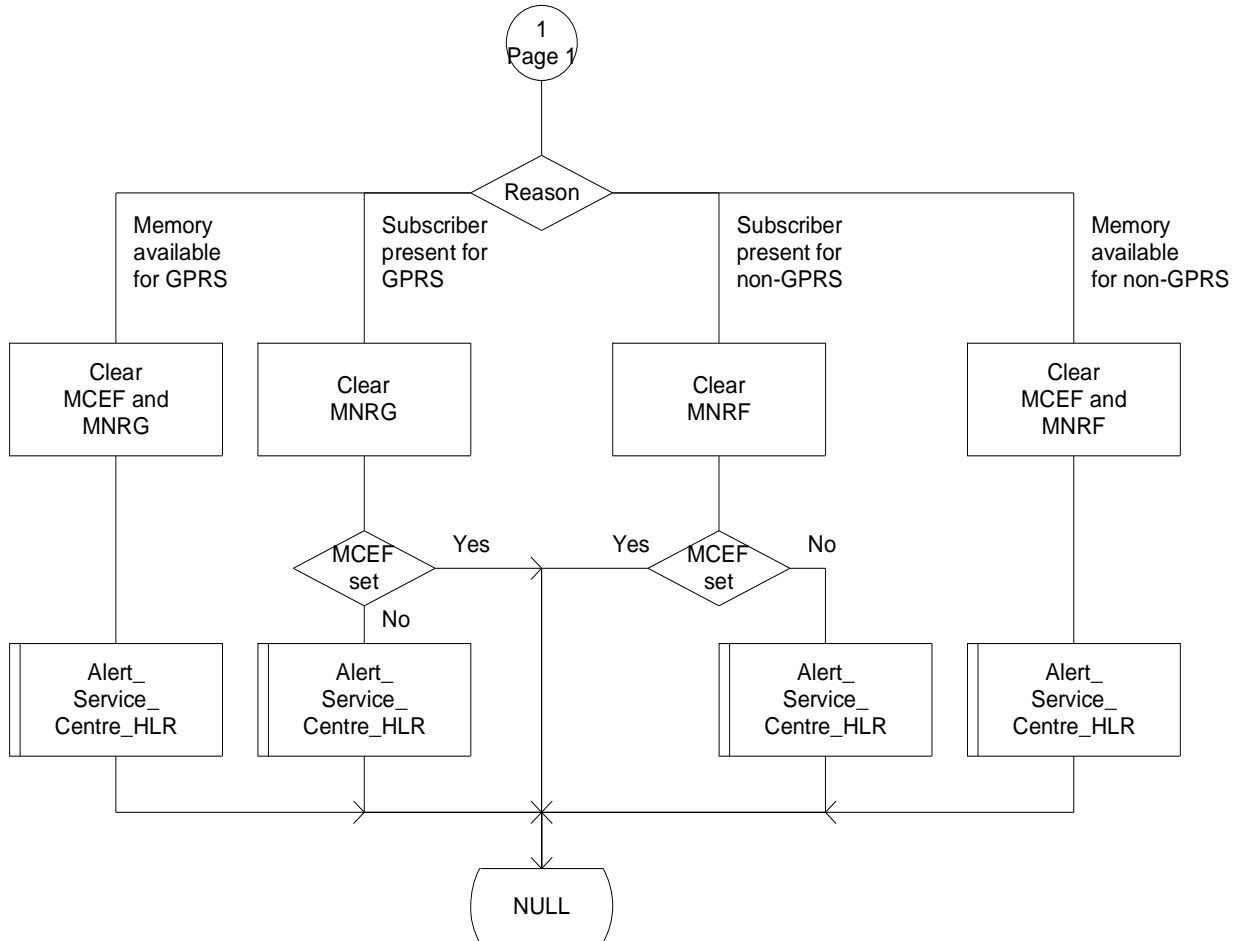 1
Page 1
Reason
Memory
available
for GPRS
Subscriber
present for
GPRS
Subscriber
present for
non-GPRS
Memory
available
for non-GPRS
Clear
MCEF and
MNRG
Clear
MNRG
Clear
MNRF
Clear
MCEF and
MNRF
MCEF
set
Yes
No
Yes
MCEF
set
No
Alert_
Service_
Centre_HLR
Alert_
Service_
Centre_HLR
Alert_
Service_
Centre_HLR
Alert_
Service_
Centre_HLR
NULL